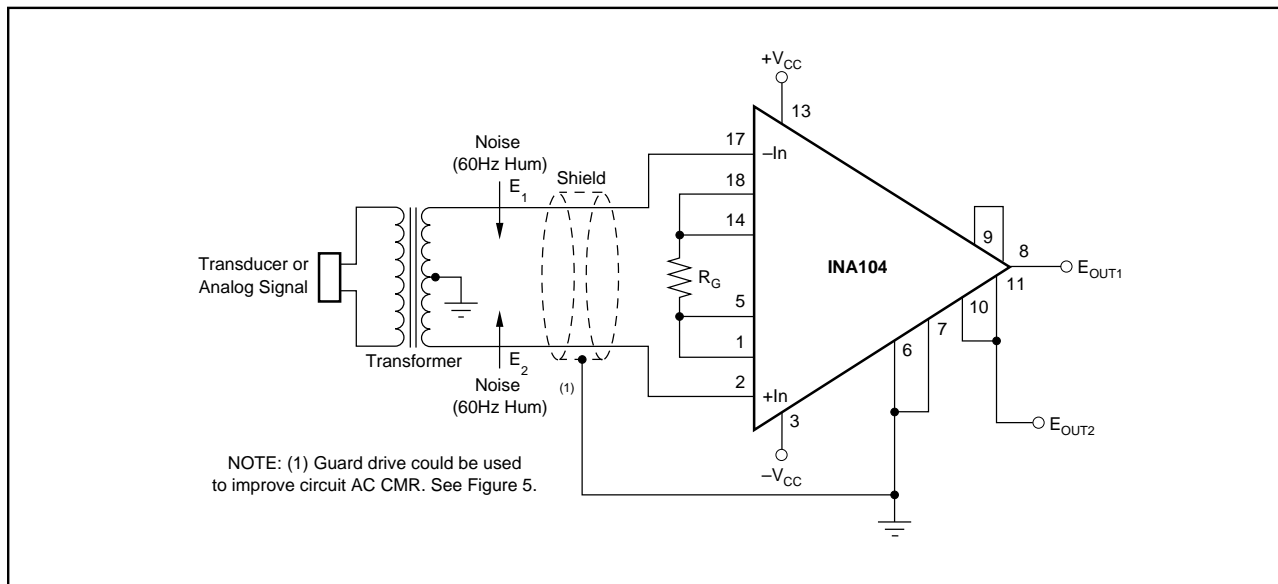 +VCC
13
Noise
(60Hz Hum)
E1
Shield
17
–In
18
14
RG
5
1
2
+In
3
–VCC
INA104
9
8
EOUT1
11
10
7
6
EOUT2
Transducer or
Analog Signal
Transformer
E2
Noise
(60Hz Hum)
(1)
NOTE: (1) Guard drive could be used
to improve circuit AC CMR. See Figure 5.